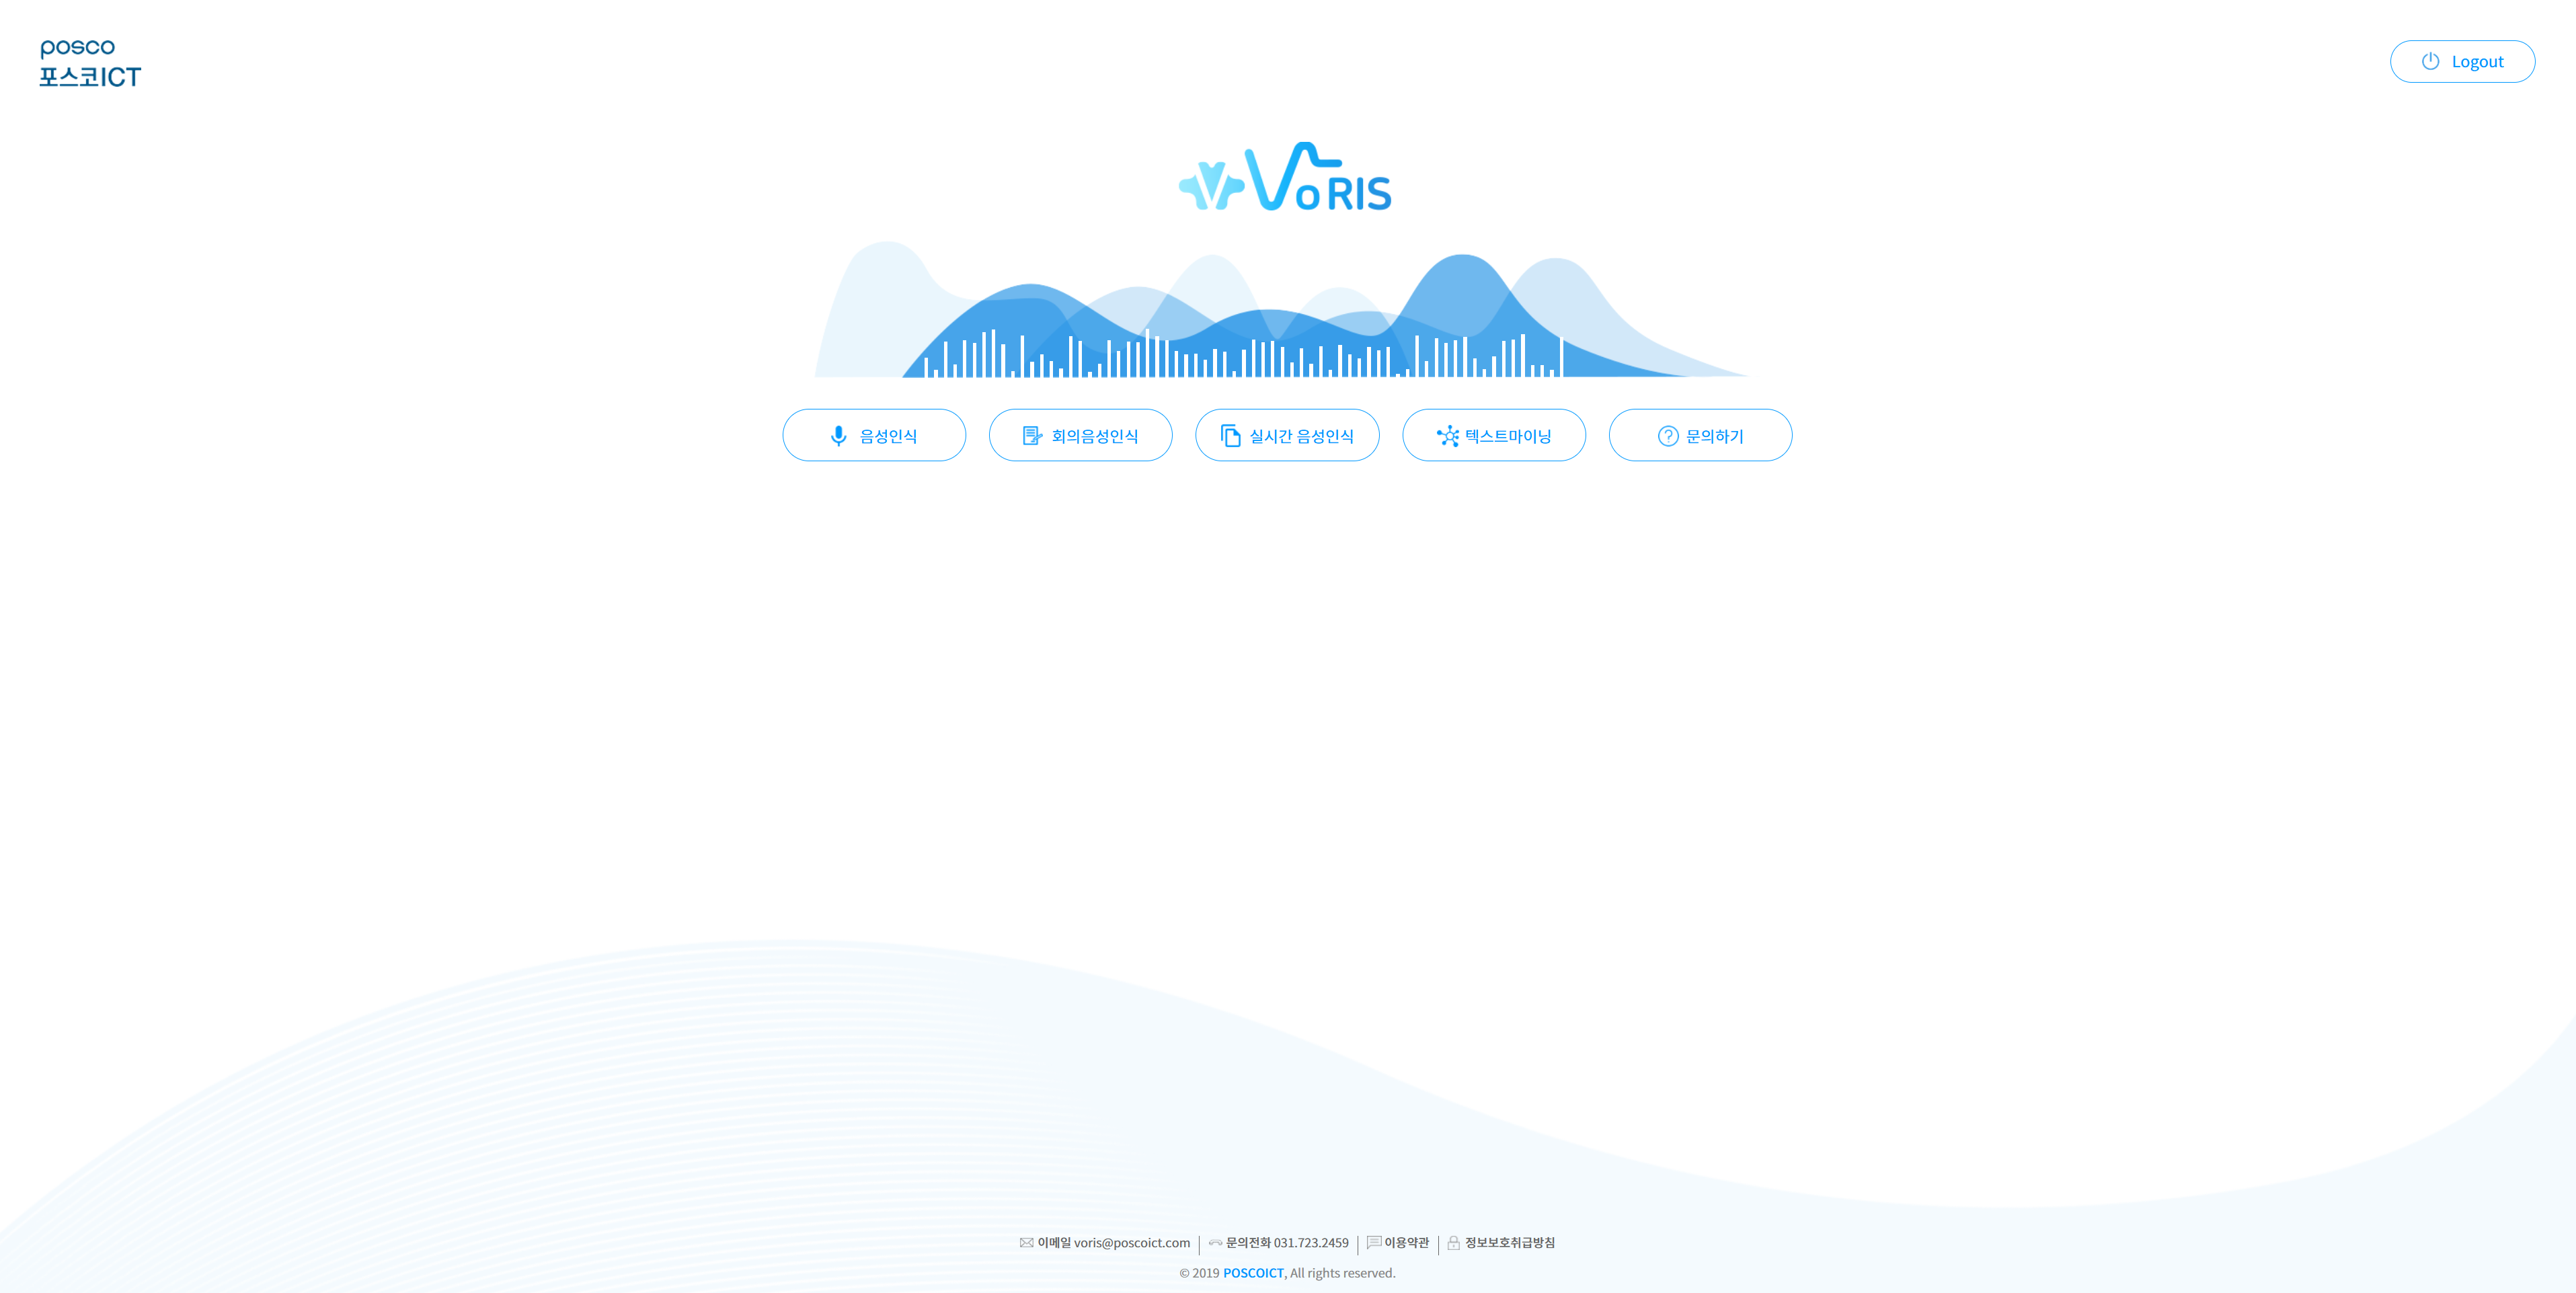 posco
포스코ICT
Logout
VoRIS
음성인식
회의음성인식
실시간 음성인식
텍스트마이닝
문의하기
이메일 voris@poscoict.com
문의전화 031.723.2459
이용약관
정보보호취급방침
© 2019 POSCOICT, All rights reserved.